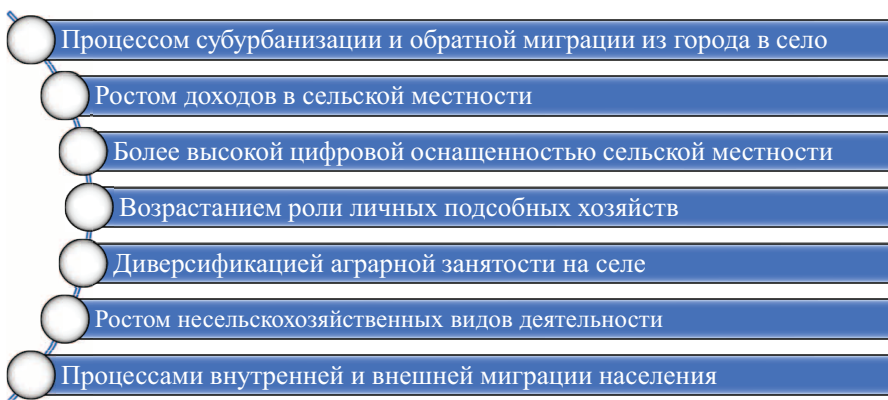 Процессом субурбанизации и обратной миграции из города в село
Ростом доходов в сельской местности
Более высокой цифровой оснащенностью сельской местности
Возрастанием роли личных подсобных хозяйств
Диверсификацией аграрной занятости на селе
Ростом несельскохозяйственных видов деятельности
Процессами внутренней и внешней миграции населения